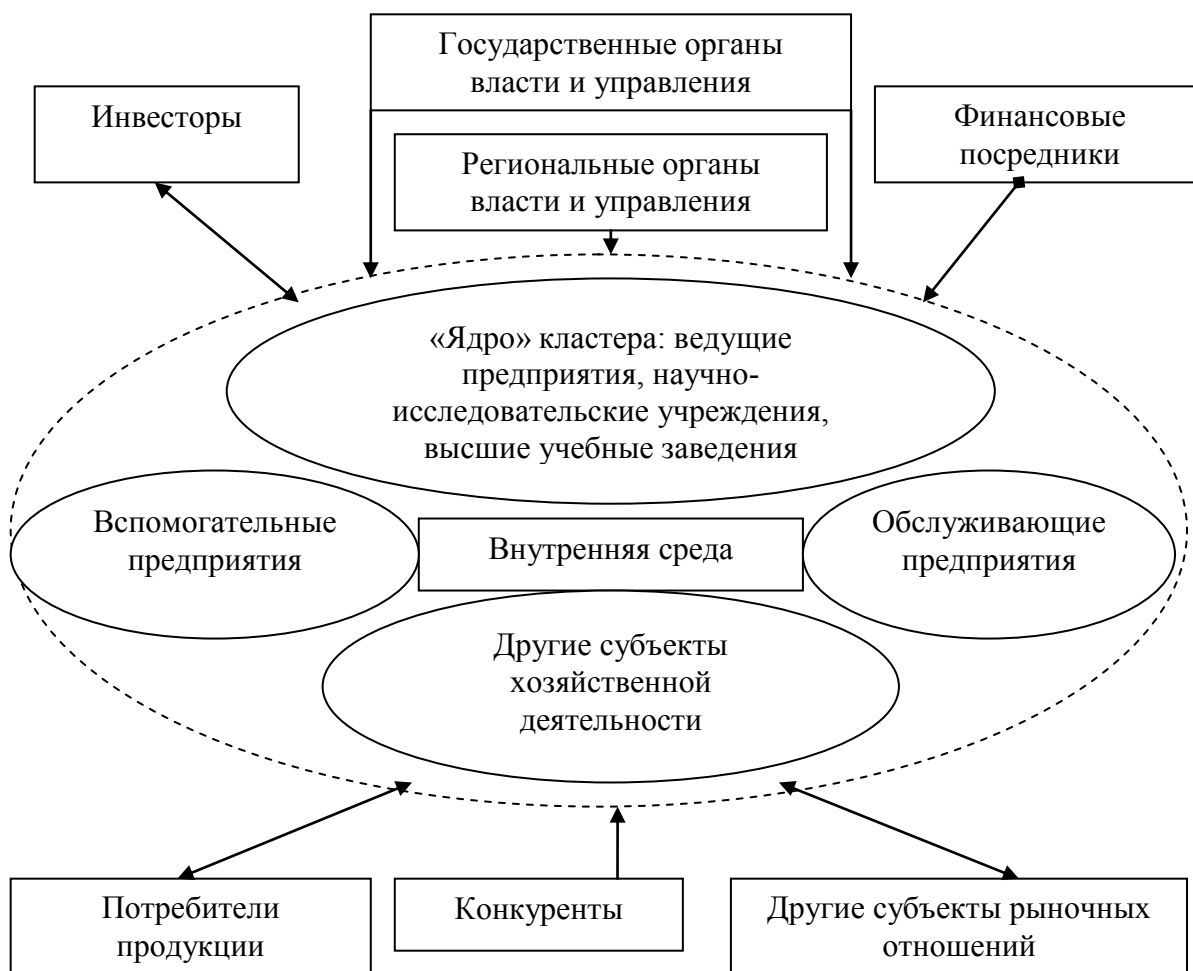 Государственные органы
власти и управления
Инвесторы
Финансовые
посредники
Региональные органы
власти и управления
«Ядро» кластера: ведущие
предприятия, научно-
исследовательские учреждения,
высшие учебные заведения
Вспомогательные
предприятия
Внутренняя среда
Обслуживающие
предприятия
Другие субъекты
хозяйственной
деятельности
Потребители
продукции
Конкуренты
Другие субъекты рыночных
отношений